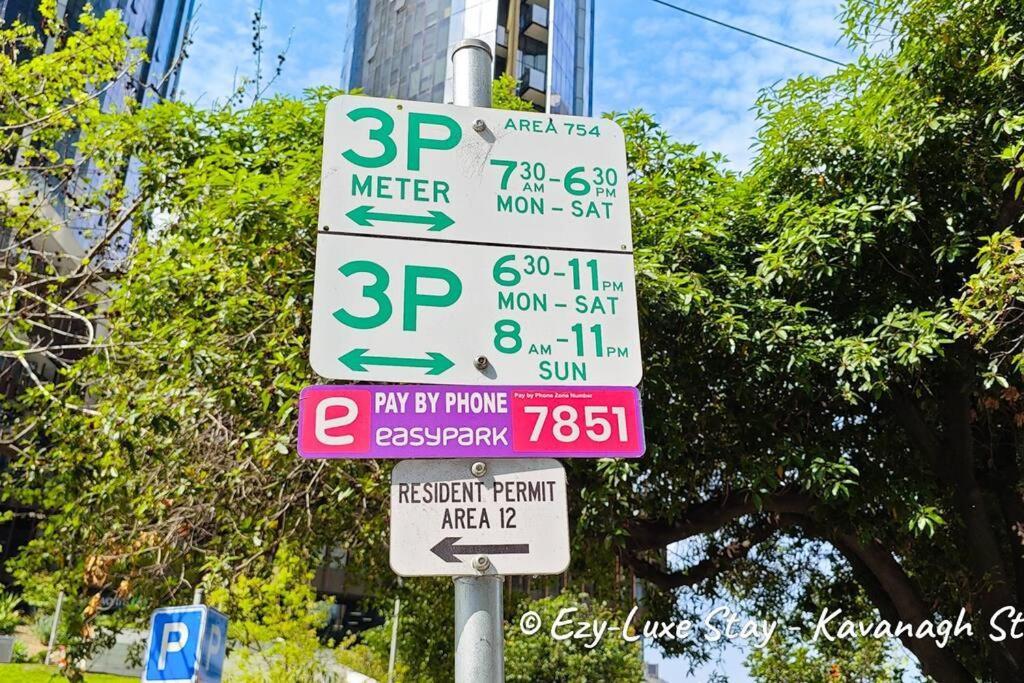 3P AREA 754
METER 7 30 AM - 6 30 PM
MON - SAT
3P 6 30 - 11 PM
MON - SAT
8 AM - 11 PM
SUN
e PAY BY PHONE Pay by Phone Zone Number
easypark 7851
RESIDENT PERMIT
AREA 12
P P
© Ezy-Luxe Stay - Kavanagh St